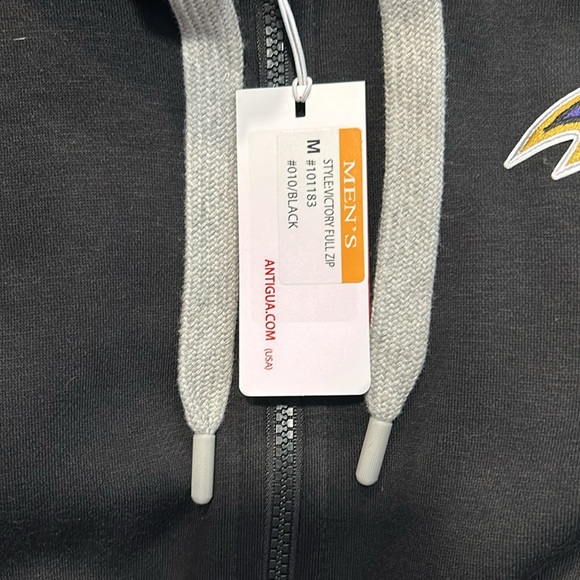 MEN'S
STYLE:VICTORY FULL ZIP
M #101183
#010/BLACK
ANTIGUA.COM (USA)